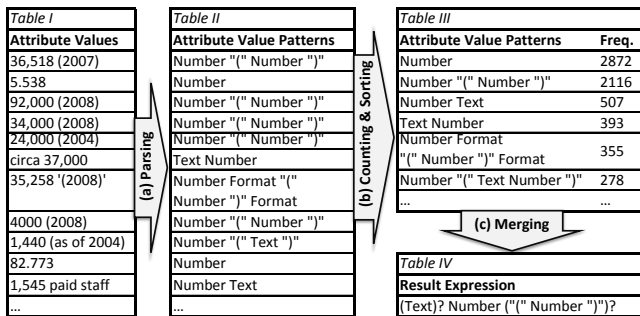 Table I
Attribute Values
36,518 (2007)
5.538
92,000 (2008)
34,000 (2008)
24,000 (2004)
circa 37,000
35,258 '(2008)'
4000 (2008)
1,440 (as of 2004)
82.773
1,545 paid staff
...
(a) Parsing
Table II
Attribute Value Patterns
Number "(" Number ")"
Number
Number "(" Number ")"
Number "(" Number ")"
Number "(" Number ")"
Text Number
Number Format "("
Number ")" Format
Number "(" Number ")"
Number "(" Text ")"
Number
Number Text
...
(b) Counting & Sorting
Table III
Attribute Value Patterns Freq.
Number 2872
Number "(" Number ")" 2116
Number Text 507
Text Number 393
Number Format
"(" Number ")" Format 355
Number "(" Text Number ")" 278
... ...
(c) Merging
Table IV
Result Expression
(Text)? Number ("(" Number ")")?